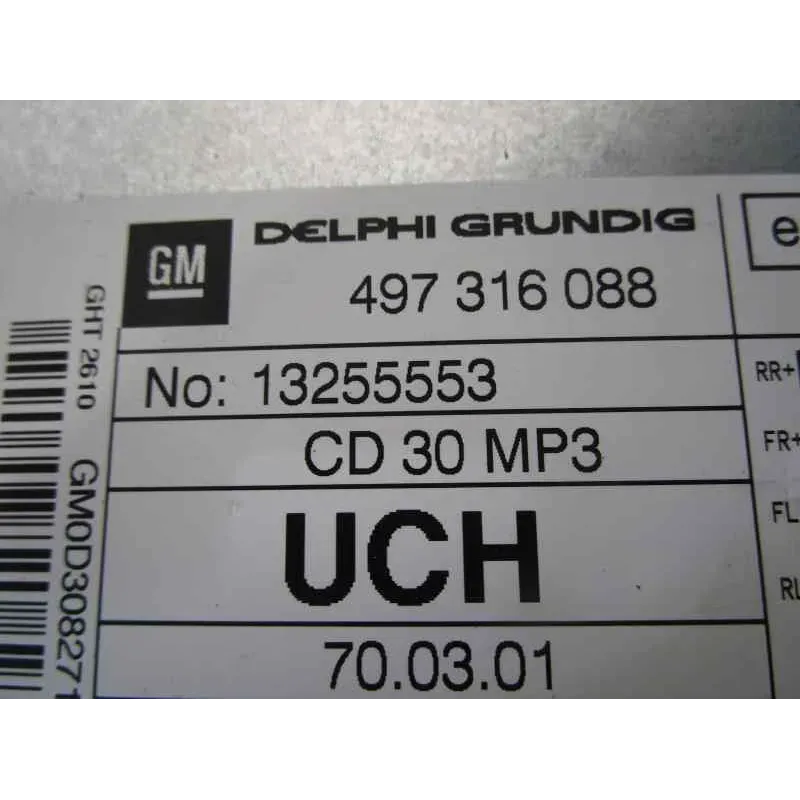 GM
DELPHI GRUNDIG
497 316 088
No: 13255553
CD 30 MP3
UCH
70.03.01
GHT 2610
GM0D308271
e
RR+
FR+
FL
RL